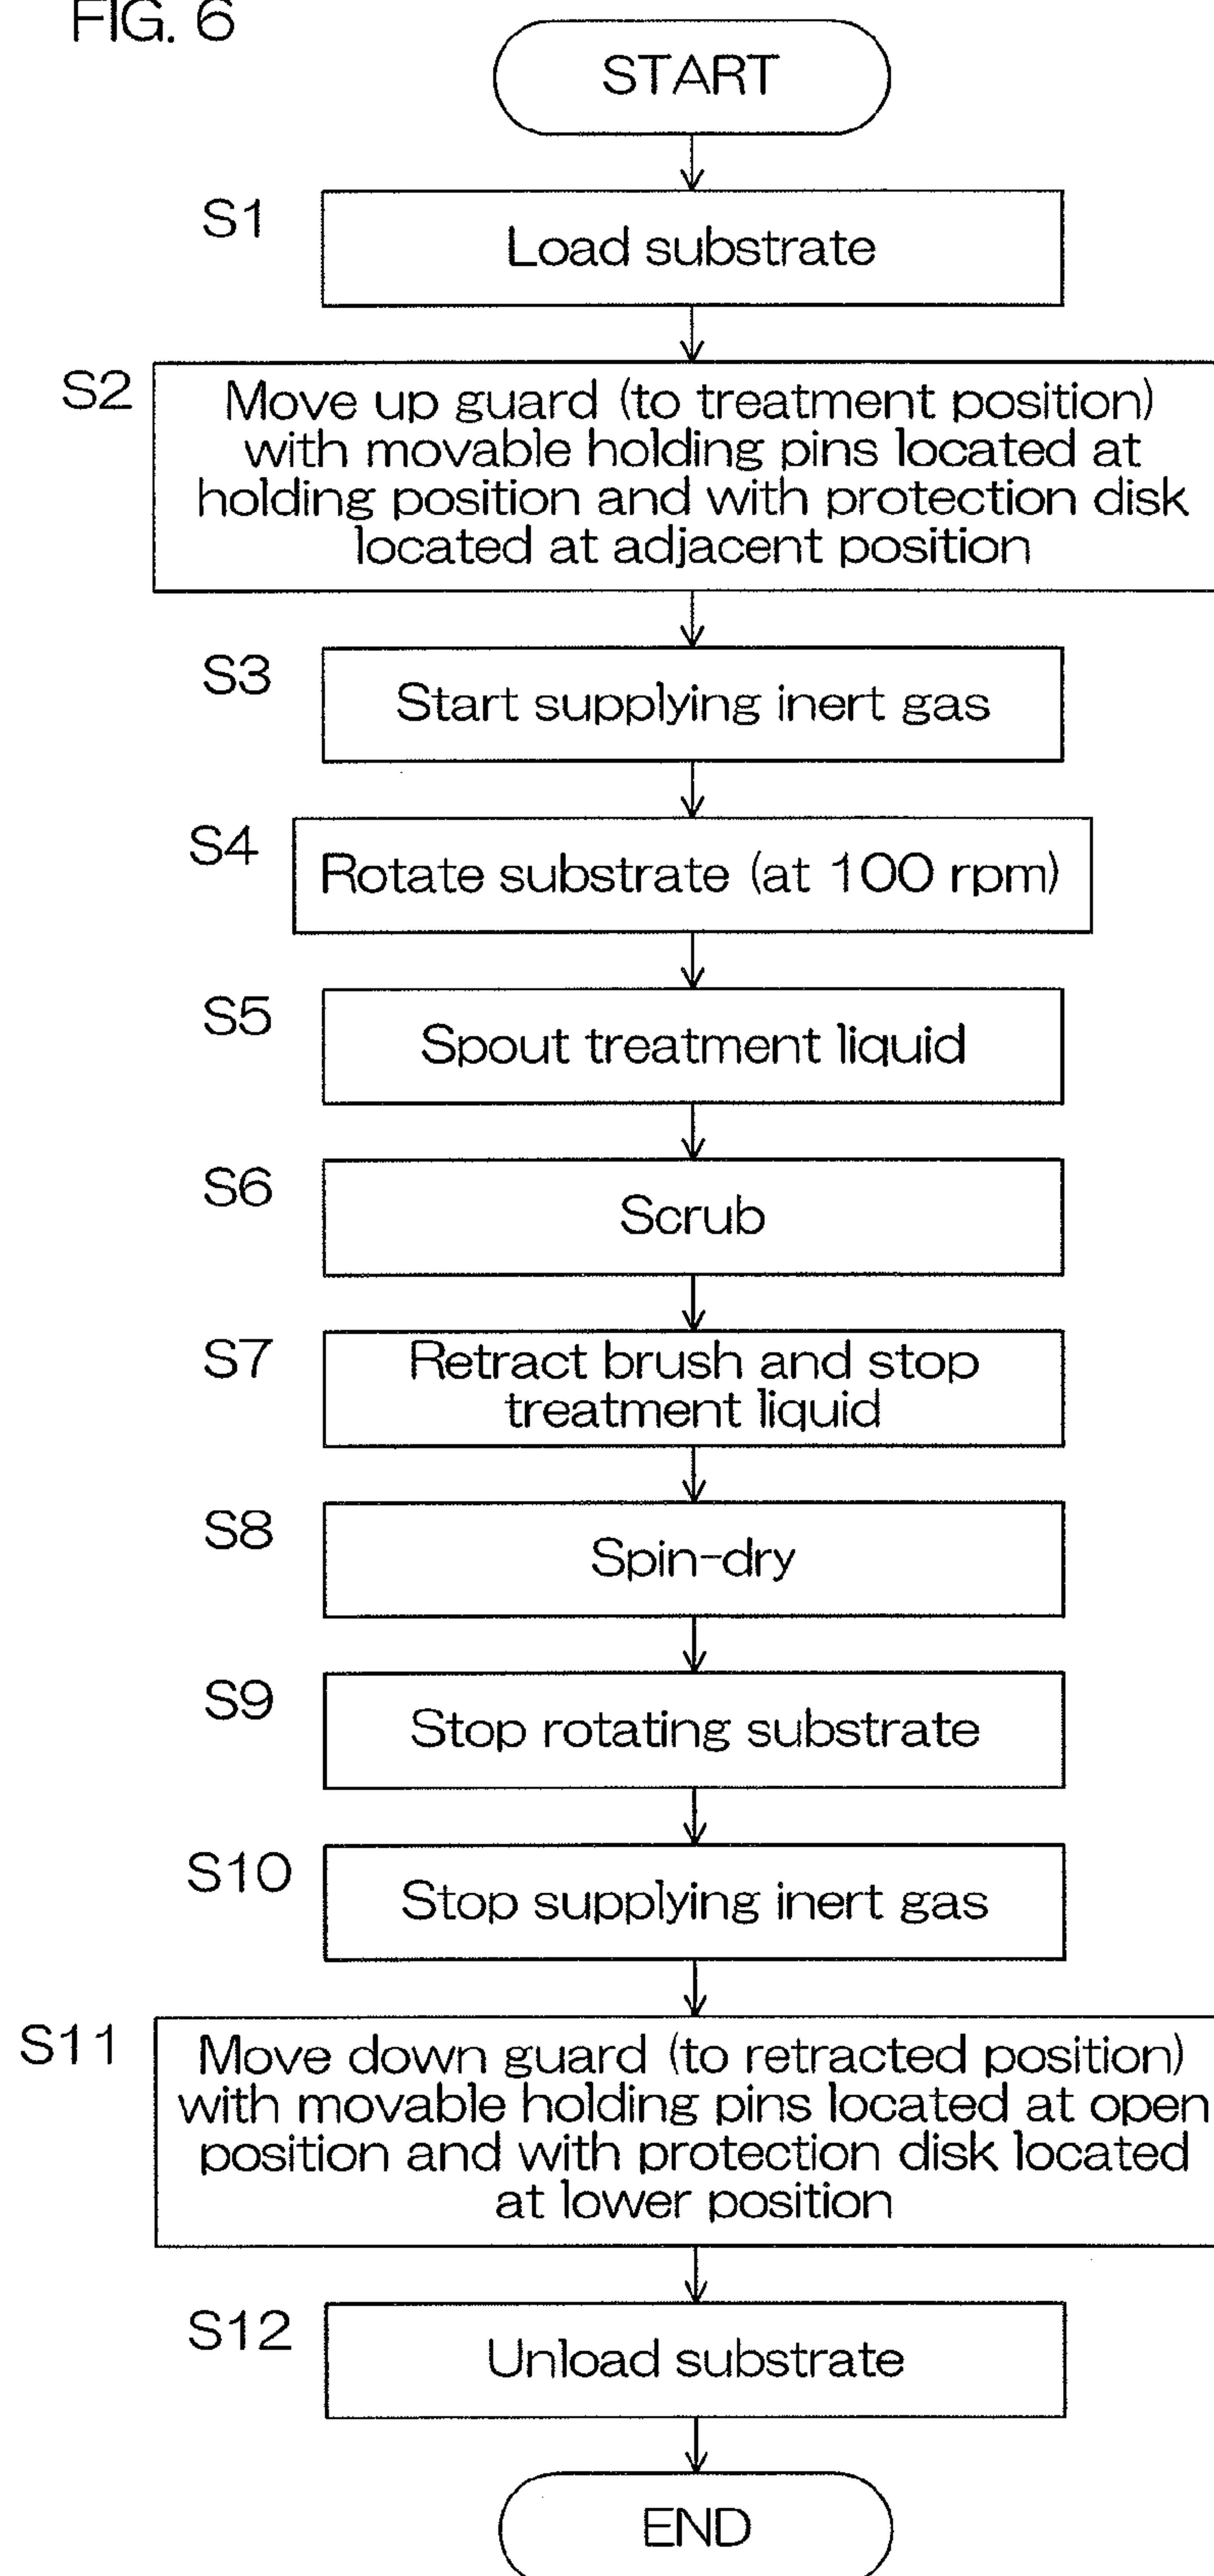 FIG. 6
START
S1
Load substrate
S2
Move up guard (to treatment position)
with movable holding pins located at
holding position and with protection disk
located at adjacent position
S3
Start supplying inert gas
S4
Rotate substrate (at 100 rpm)
S5
Spout treatment liquid
S6
Scrub
S7
Retract brush and stop
treatment liquid
S8
Spin-dry
S9
Stop rotating substrate
S10
Stop supplying inert gas
S11
Move down guard (to retracted position)
with movable holding pins located at open
position and with protection disk located
at lower position
S12
Unload substrate
END